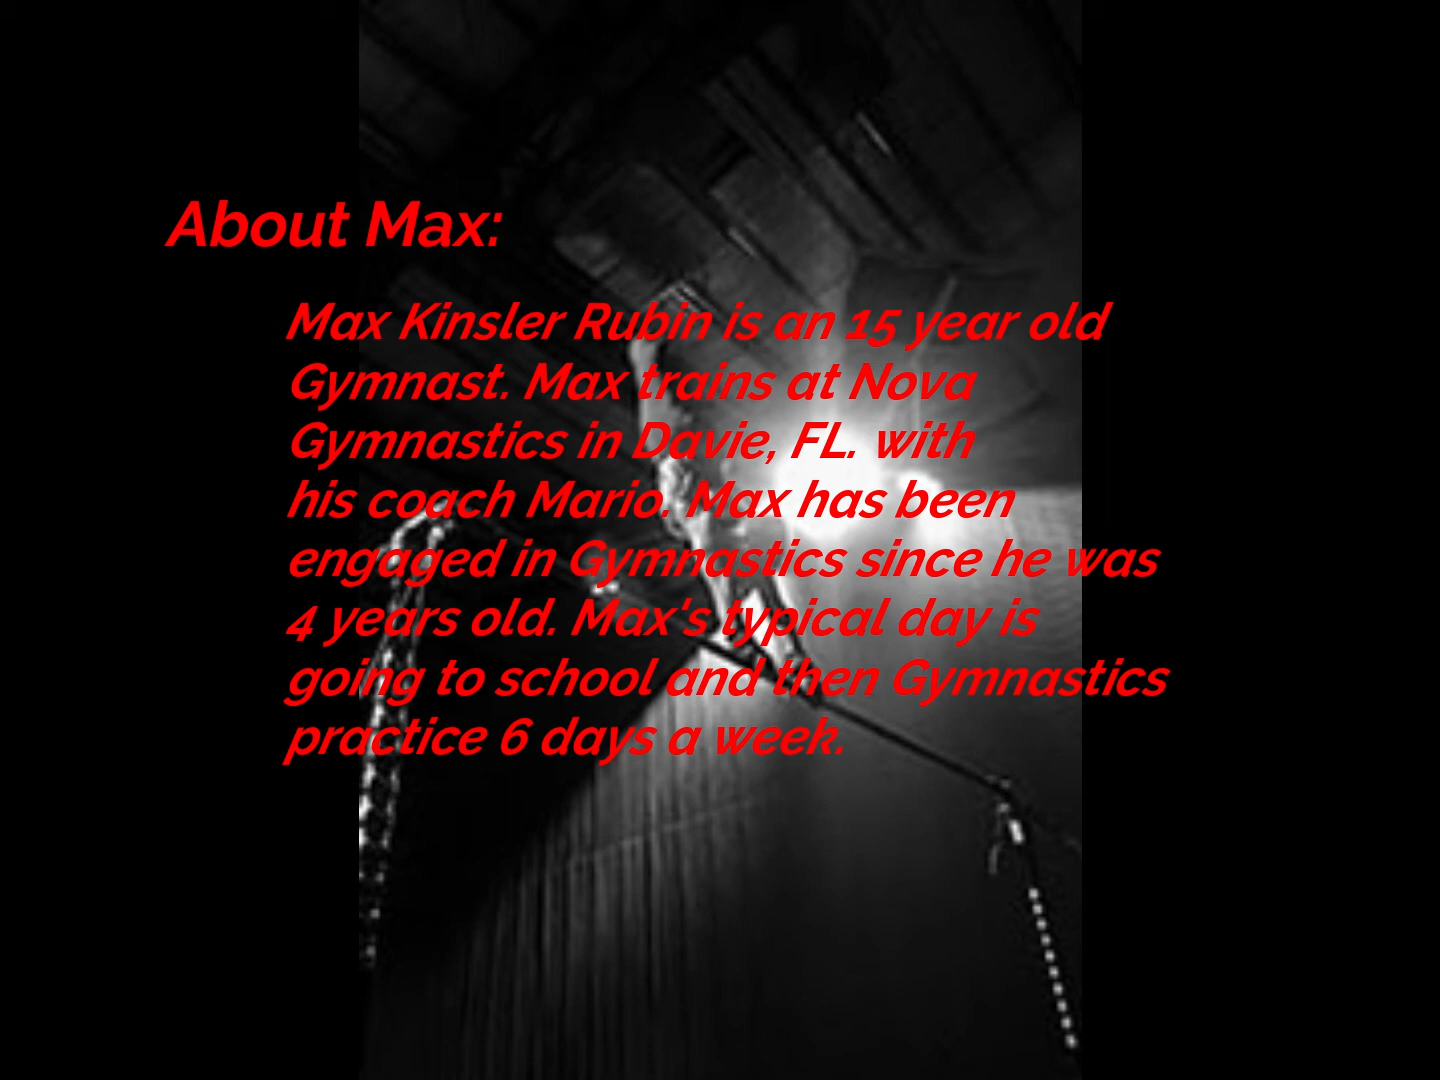 About Max:
Max Kinsler Rubin is an 15 year old
Gymnast. Max trains at Nova
Gymnastics in Davie, FL. with
his coach Mario. Max has been
engaged in Gymnastics since he was
4 years old. Max's typical day is
going to school and then Gymnastics
practice 6 days a week.